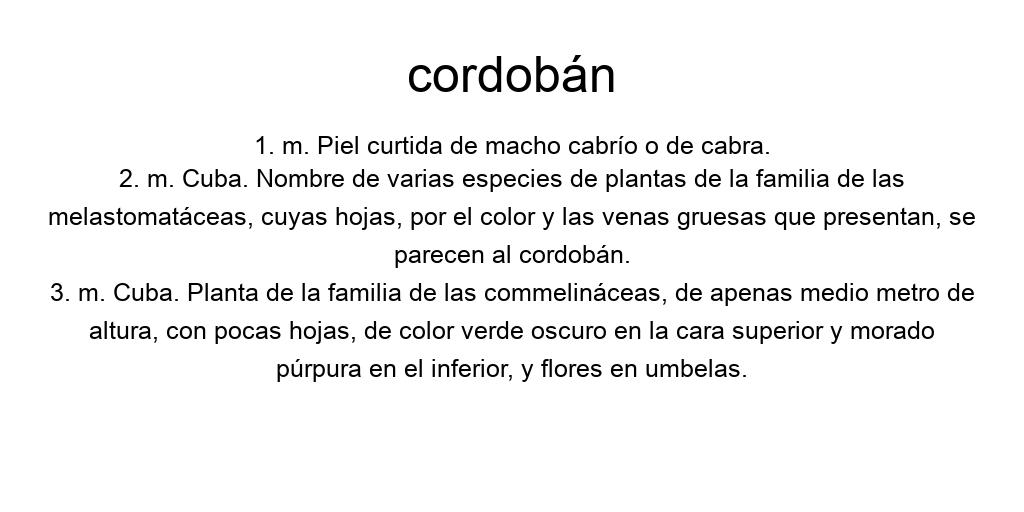 cordobán
1. m. Piel curtida de macho cabrío o de cabra.
2. m. Cuba. Nombre de varias especies de plantas de la familia de las
melastomatáceas, cuyas hojas, por el color y las venas gruesas que presentan, se
parecen al cordobán.
3. m. Cuba. Planta de la familia de las commelináceas, de apenas medio metro de
altura, con pocas hojas, de color verde oscuro en la cara superior y morado
púrpura en el inferior, y flores en umbelas.